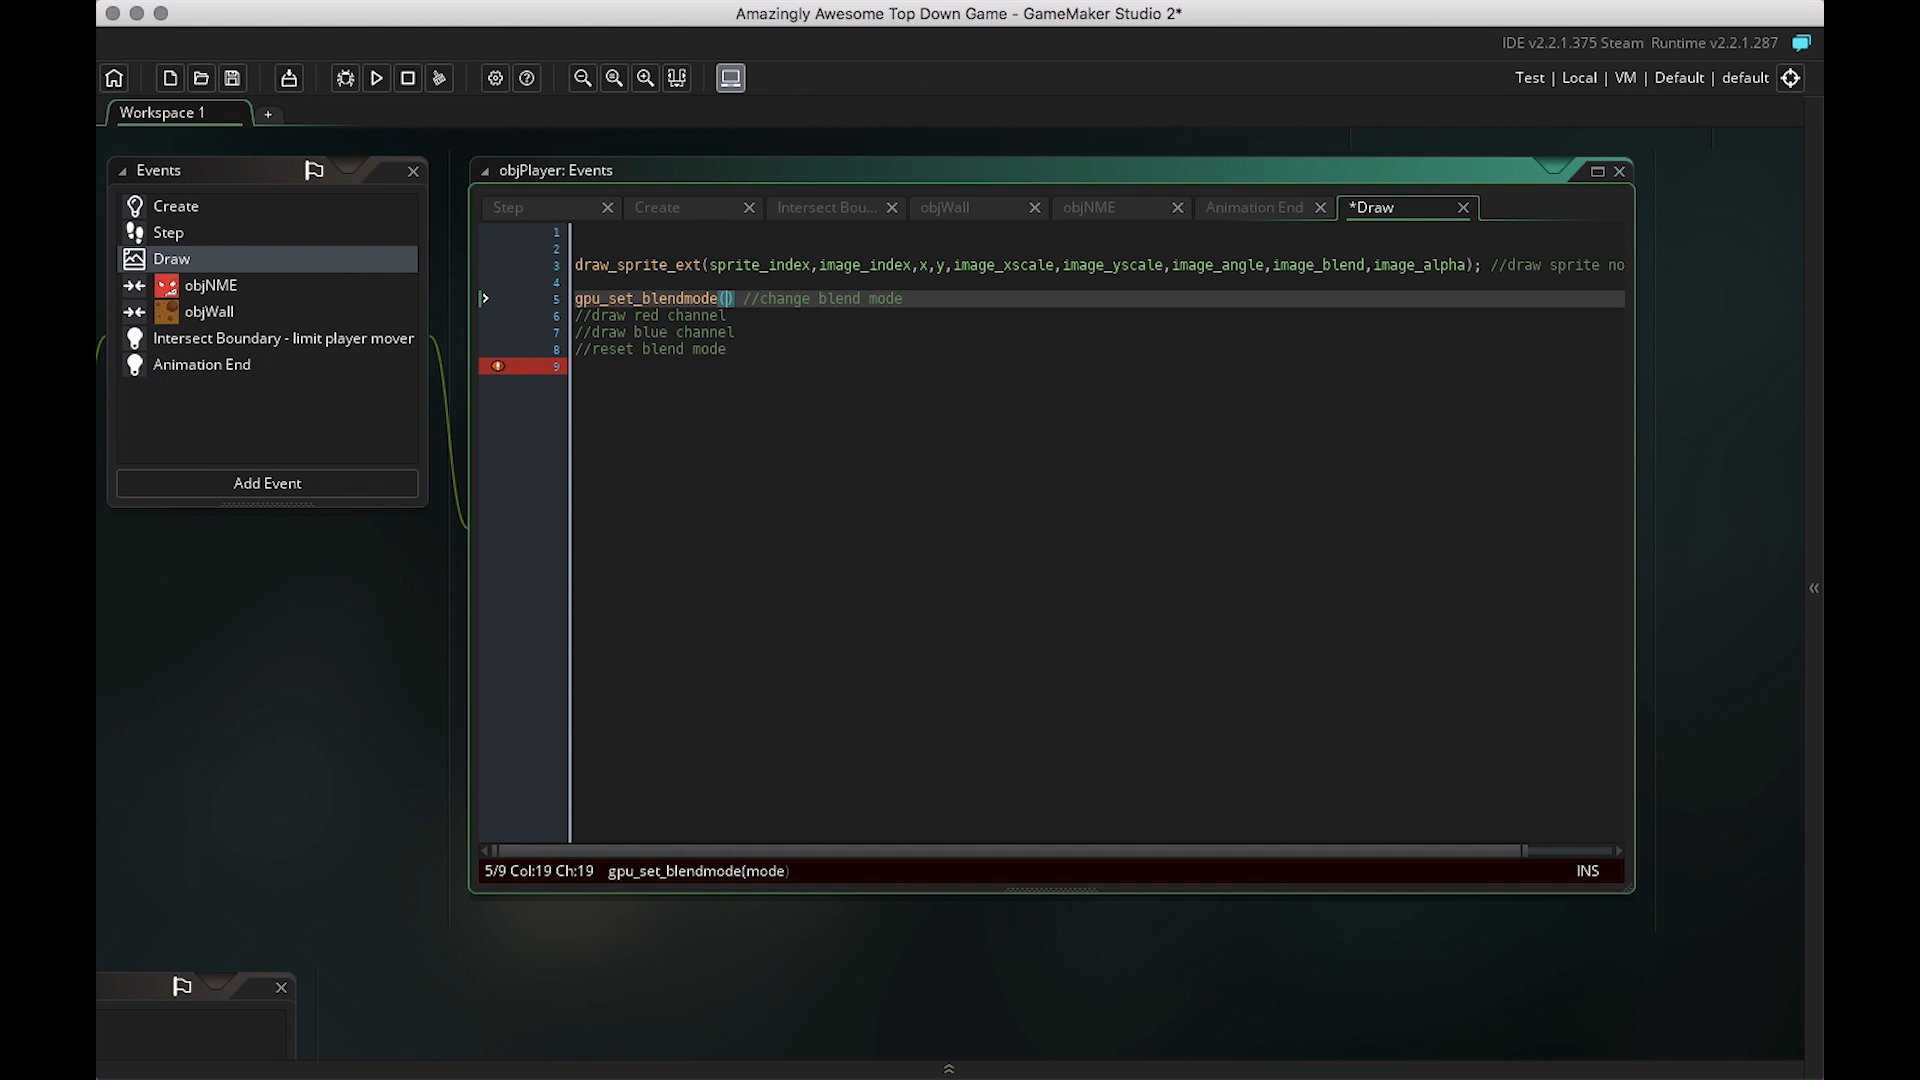 Amazingly Awesome Top Down Game - GameMaker Studio 2*
IDE v2.2.1.375 Steam Runtime v2.2.1.287
Test | Local | VM | Default | default
Workspace 1
+
Events
Create
Step
Draw
objNME
objWall
Intersect Boundary - limit player mover
Animation End
Add Event
objPlayer: Events
Step
Create
Intersect Bou...
objWall
objNME
Animation End
*Draw
1
2
3 draw_sprite_ext(sprite_index,image_index,x,y,image_xscale,image_yscale,image_angle,image_blend,image_alpha); //draw sprite no
4
5 gpu_set_blendmode() //change blend mode
6 //draw red channel
7 //draw blue channel
8 //reset blend mode
9
5/9 Col:19 Ch:19 gpu_set_blendmode(mode)
INS